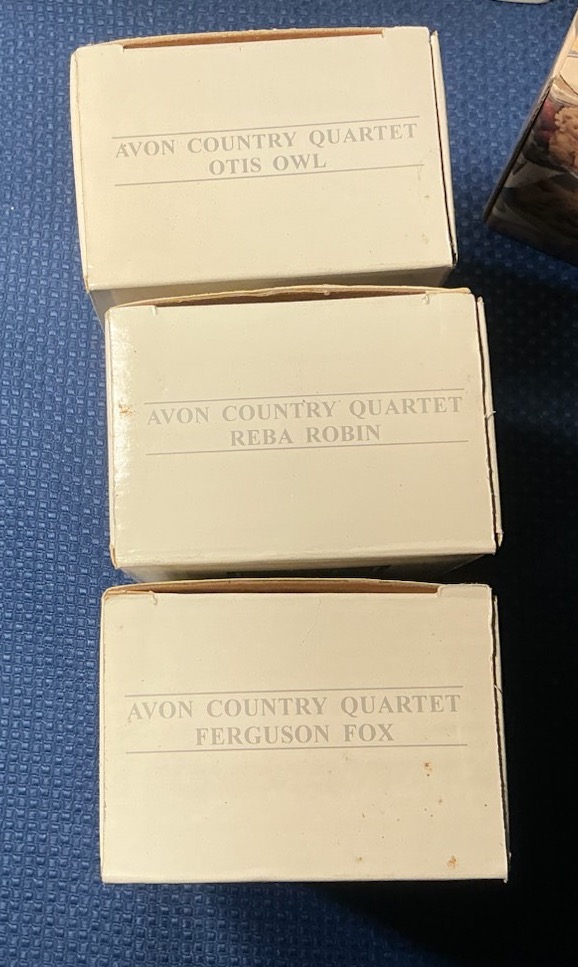 AVON COUNTRY QUARTET
OTIS OWL
AVON COUNTRY QUARTET
REBA ROBIN
AVON COUNTRY QUARTET
FERGUSON FOX